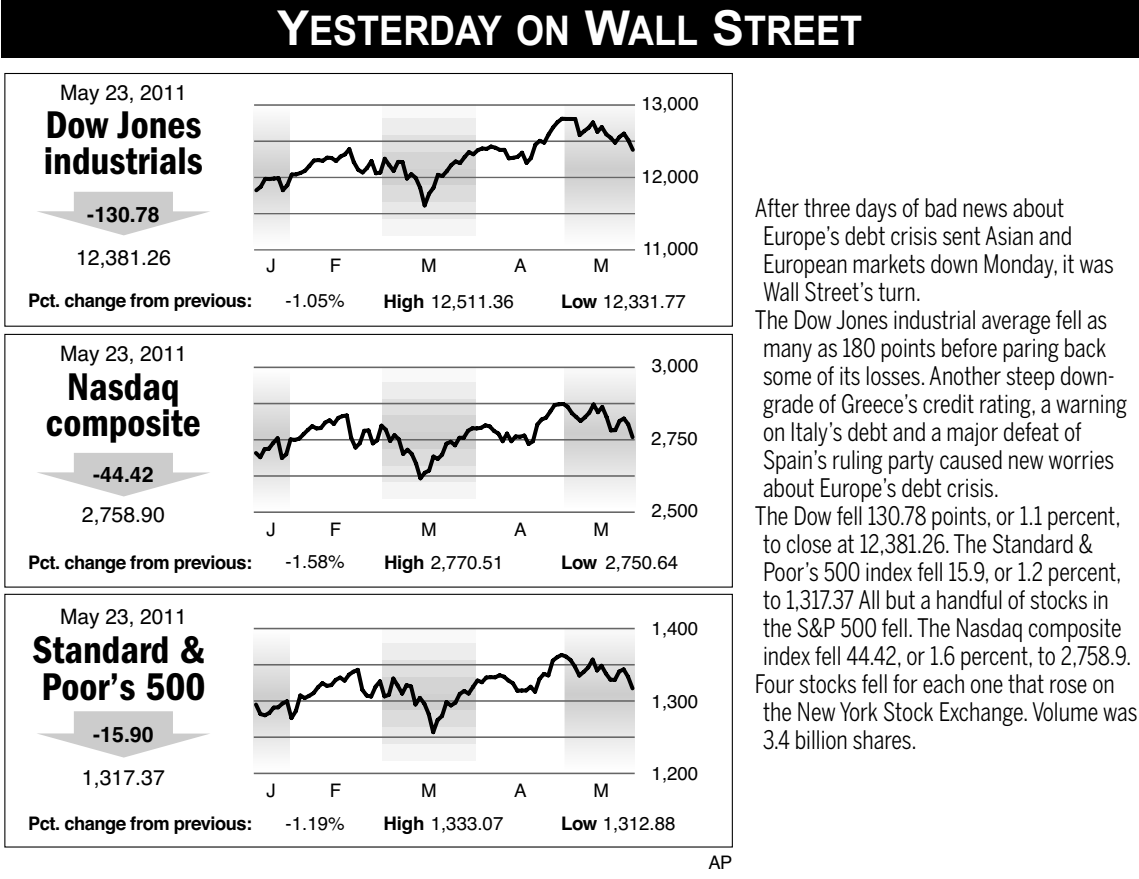 YESTERDAY ON WALL STREET
May 23, 2011
Dow Jones
industrials
-130.78
12,381.26
13,000
12,000
11,000
J F M A M
Pct. change from previous: -1.05% High 12,511.36 Low 12,331.77
May 23, 2011
Nasdaq
composite
-44.42
2,758.90
3,000
2,750
2,500
J F M A M
Pct. change from previous: -1.58% High 2,770.51 Low 2,750.64
May 23, 2011
Standard &
Poor's 500
-15.90
1,317.37
1,400
1,300
1,200
J F M A M
Pct. change from previous: -1.19% High 1,333.07 Low 1,312.88
AP
After three days of bad news about
Europe's debt crisis sent Asian and
European markets down Monday, it was
Wall Street's turn.
The Dow Jones industrial average fell as
many as 180 points before paring back
some of its losses. Another steep down-
grade of Greece's credit rating, a warning
on Italy's debt and a major defeat of
Spain's ruling party caused new worries
about Europe's debt crisis.
The Dow fell 130.78 points, or 1.1 percent,
to close at 12,381.26. The Standard &
Poor's 500 index fell 15.9, or 1.2 percent,
to 1,317.37 All but a handful of stocks in
the S&P 500 fell. The Nasdaq composite
index fell 44.42, or 1.6 percent, to 2,758.9.
Four stocks fell for each one that rose on
the New York Stock Exchange. Volume was
3.4 billion shares.